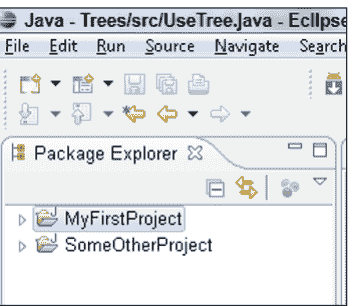 Java - Trees/src/UseTree.java - Eclipse
File Edit Run Source Navigate Search
Package Explorer
MyFirstProject
SomeOtherProject